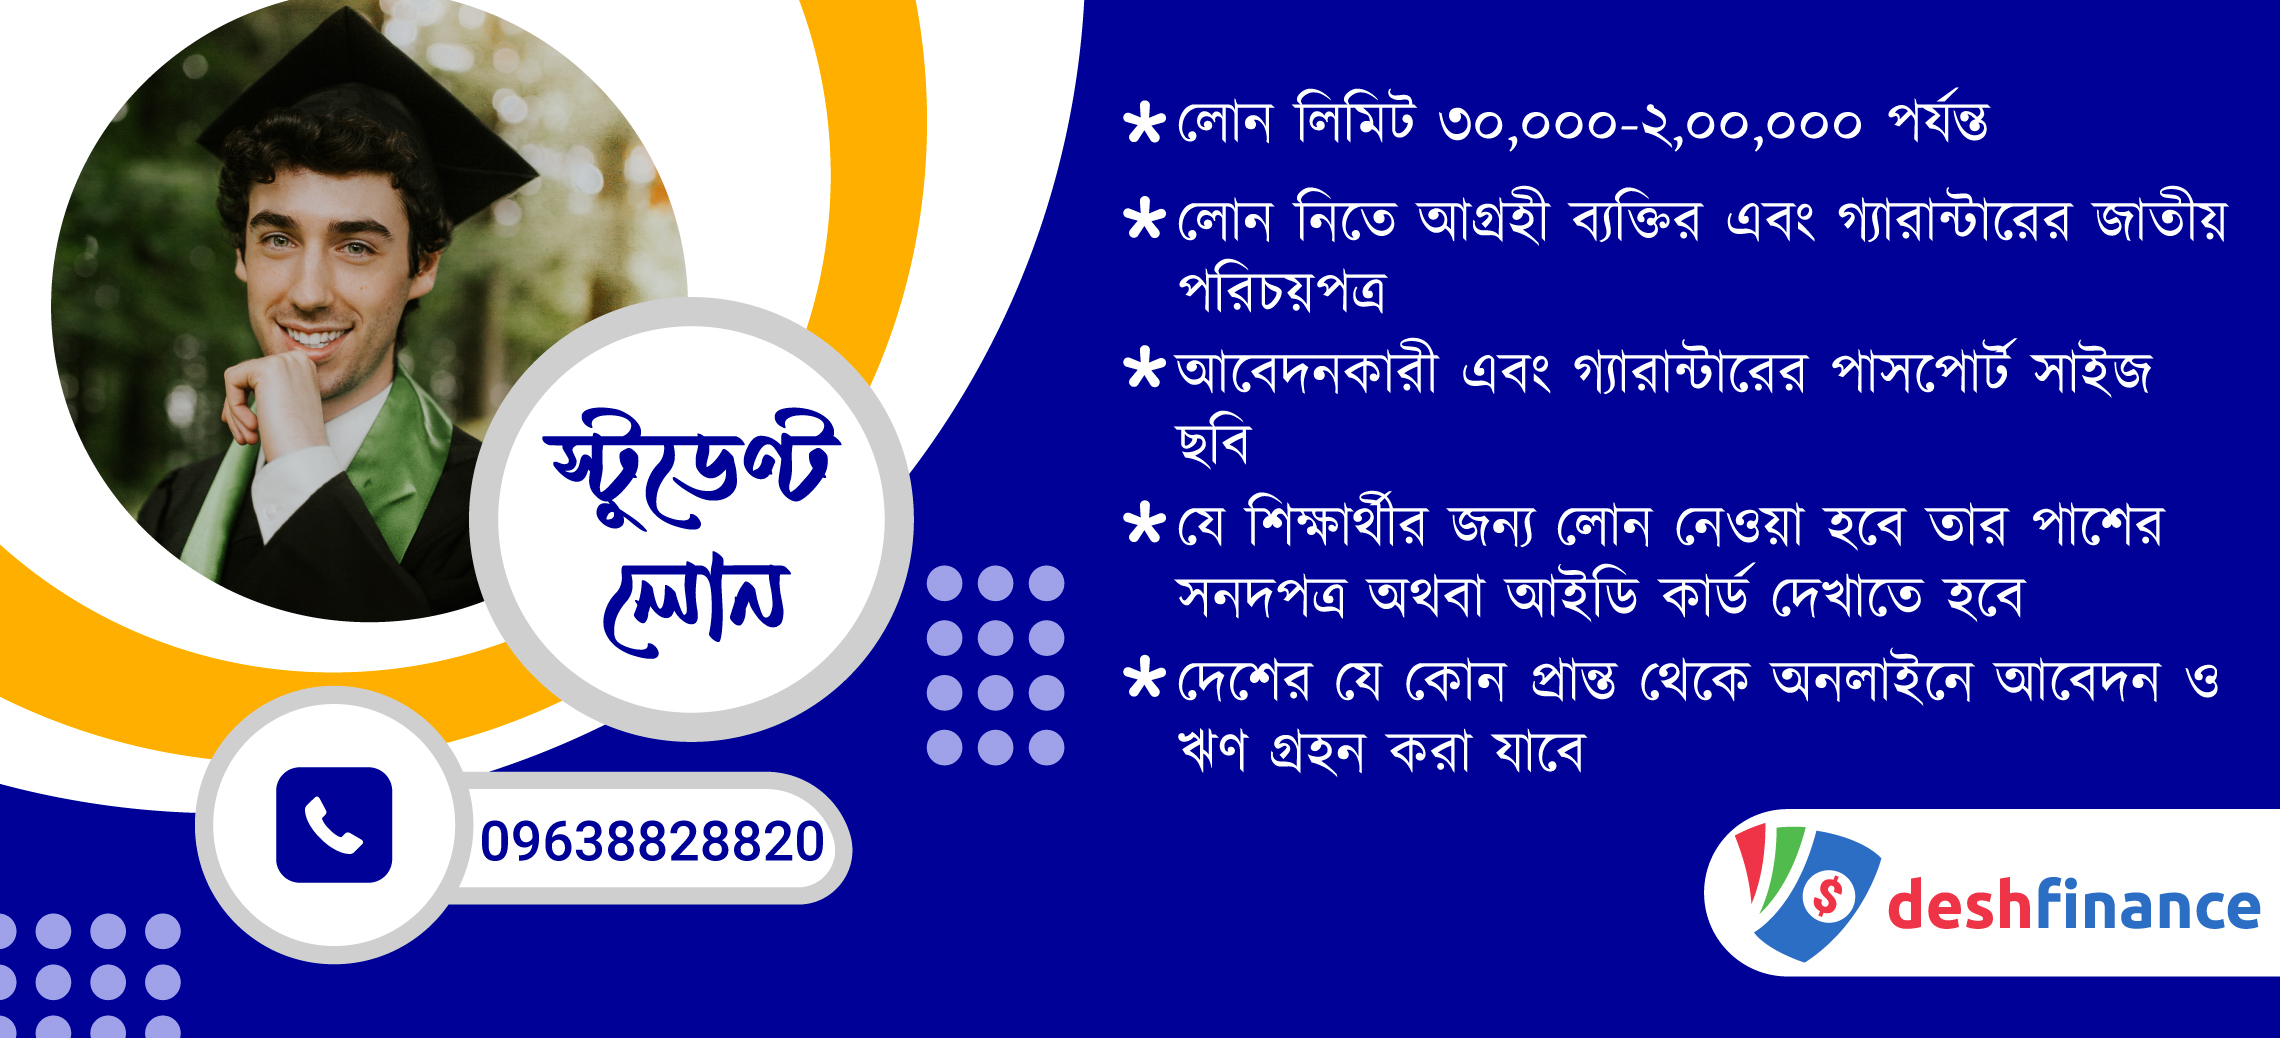 স্টুডেণ্ট
লোন
09638828820
* লোন লিমিট ৩০,০০০-২,০০,০০০ পর্যন্ত
* লোন নিতে আগ্রহী ব্যক্তির এবং গ্যারান্টারের জাতীয়
পরিচয়পত্র
* আবেদনকারী এবং গ্যারান্টারের পাসপোর্ট সাইজ
ছবি
* যে শিক্ষার্থীর জন্য লোন নেওয়া হবে তার পাশের
সনদপত্র অথবা আইডি কার্ড দেখাতে হবে
* দেশের যে কোন প্রান্ত থেকে অনলাইনে আবেদন ও
ঋণ গ্রহন করা যাবে
$
deshfinance